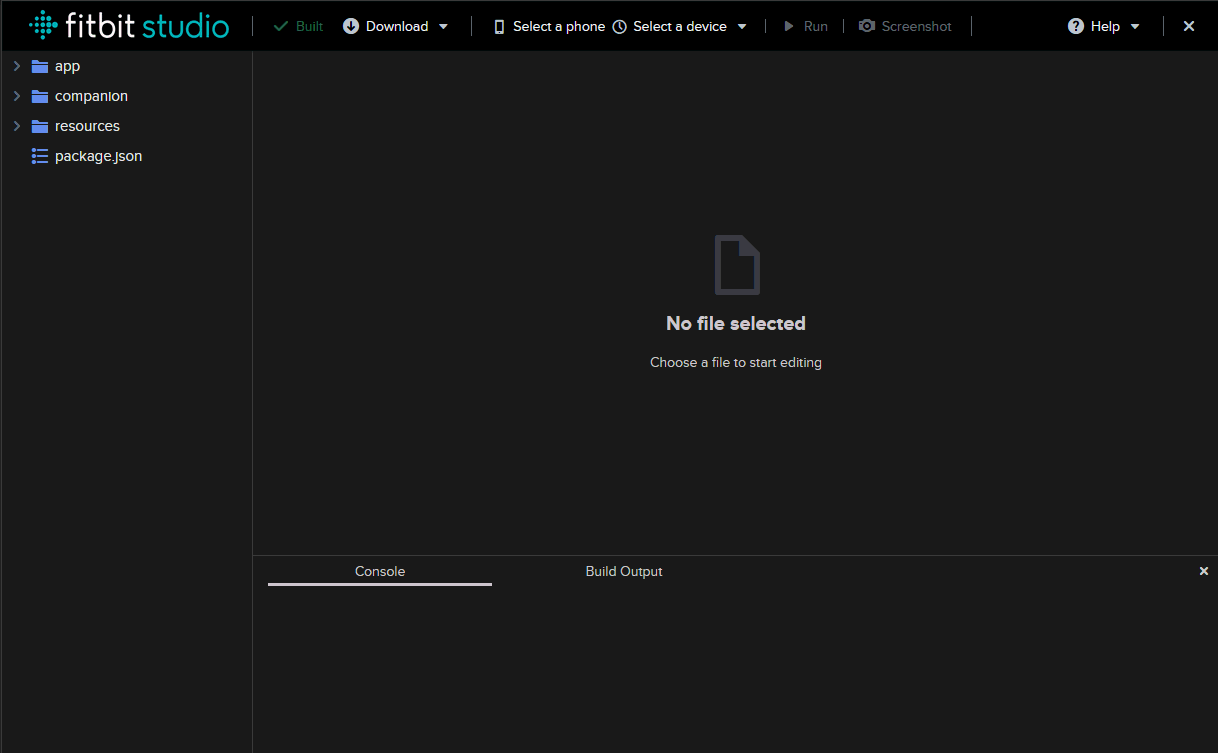 fitbit studio Built Download Select a phone Select a device Run Screenshot Help
app
companion
resources
package.json
No file selected
Choose a file to start editing
Console Build Output